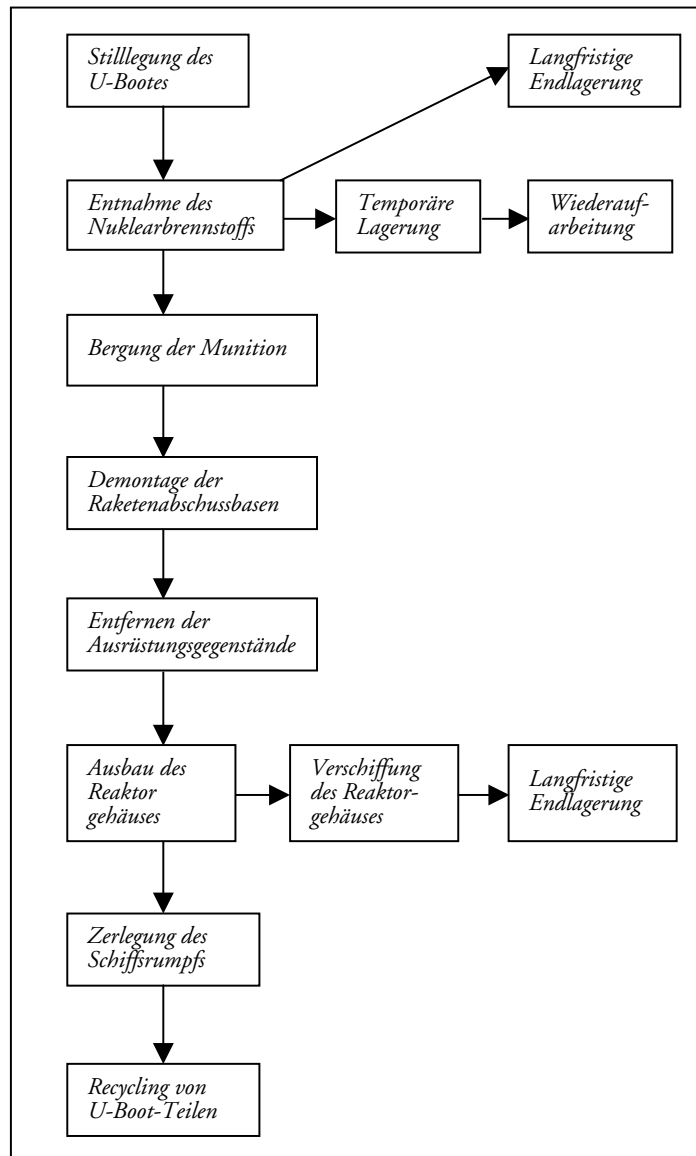 Stilllegung des
U-Bootes
Langfristige
Endlagerung
Entnahme des
Nuklearbrennstoffs
Temporäre
Lagerung
Wiederauf-
arbeitung
Bergung der Munition
Demontage der
Raketenabschussbasen
Entfernen der
Ausrüstungsgegenstände
Ausbau des
Reaktor
gehäuses
Verschiffung
des Reaktor-
gehäuses
Langfristige
Endlagerung
Zerlegung des
Schiffsrumpfs
Recycling von
U-Boot-Teilen